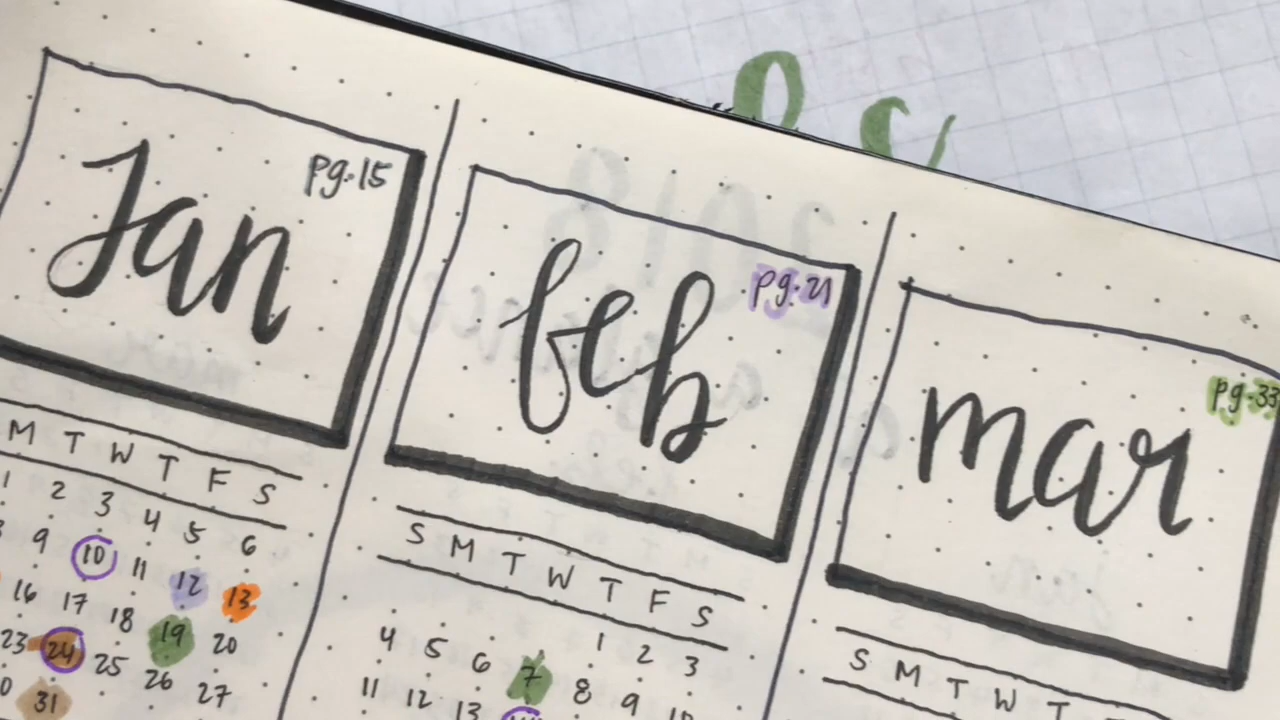 Jan pg.15
M T W T F S
1 2 3 4 5 6
9 10 11 12 13
16 17 18 19 20
23 24 25 26 27
31
feb pg.21
S M T W T F S
1 2 3
4 5 6 7 8 9 10
11 12 13
mar pg.33
S M T W T
2018